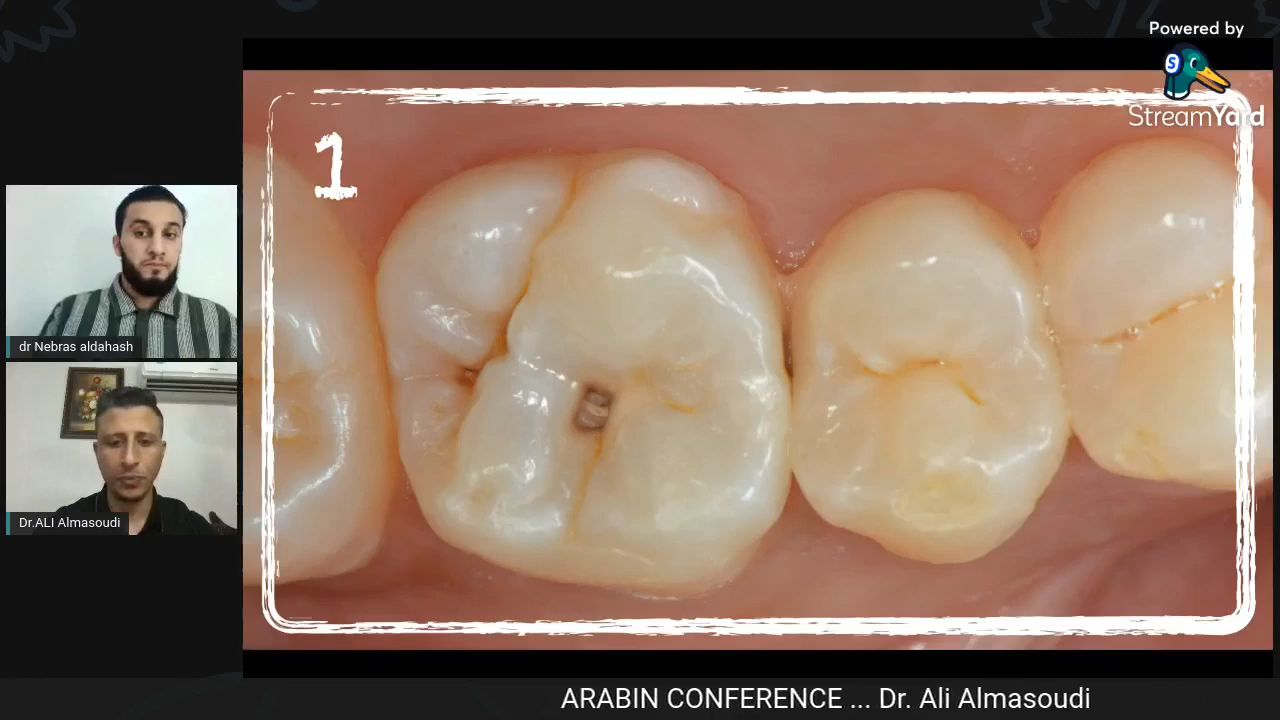 Powered by
S
StreamYard
1
dr Nebras aldahash
Dr.ALI Almasoudi
ARABIN CONFERENCE ... Dr. Ali Almasoudi